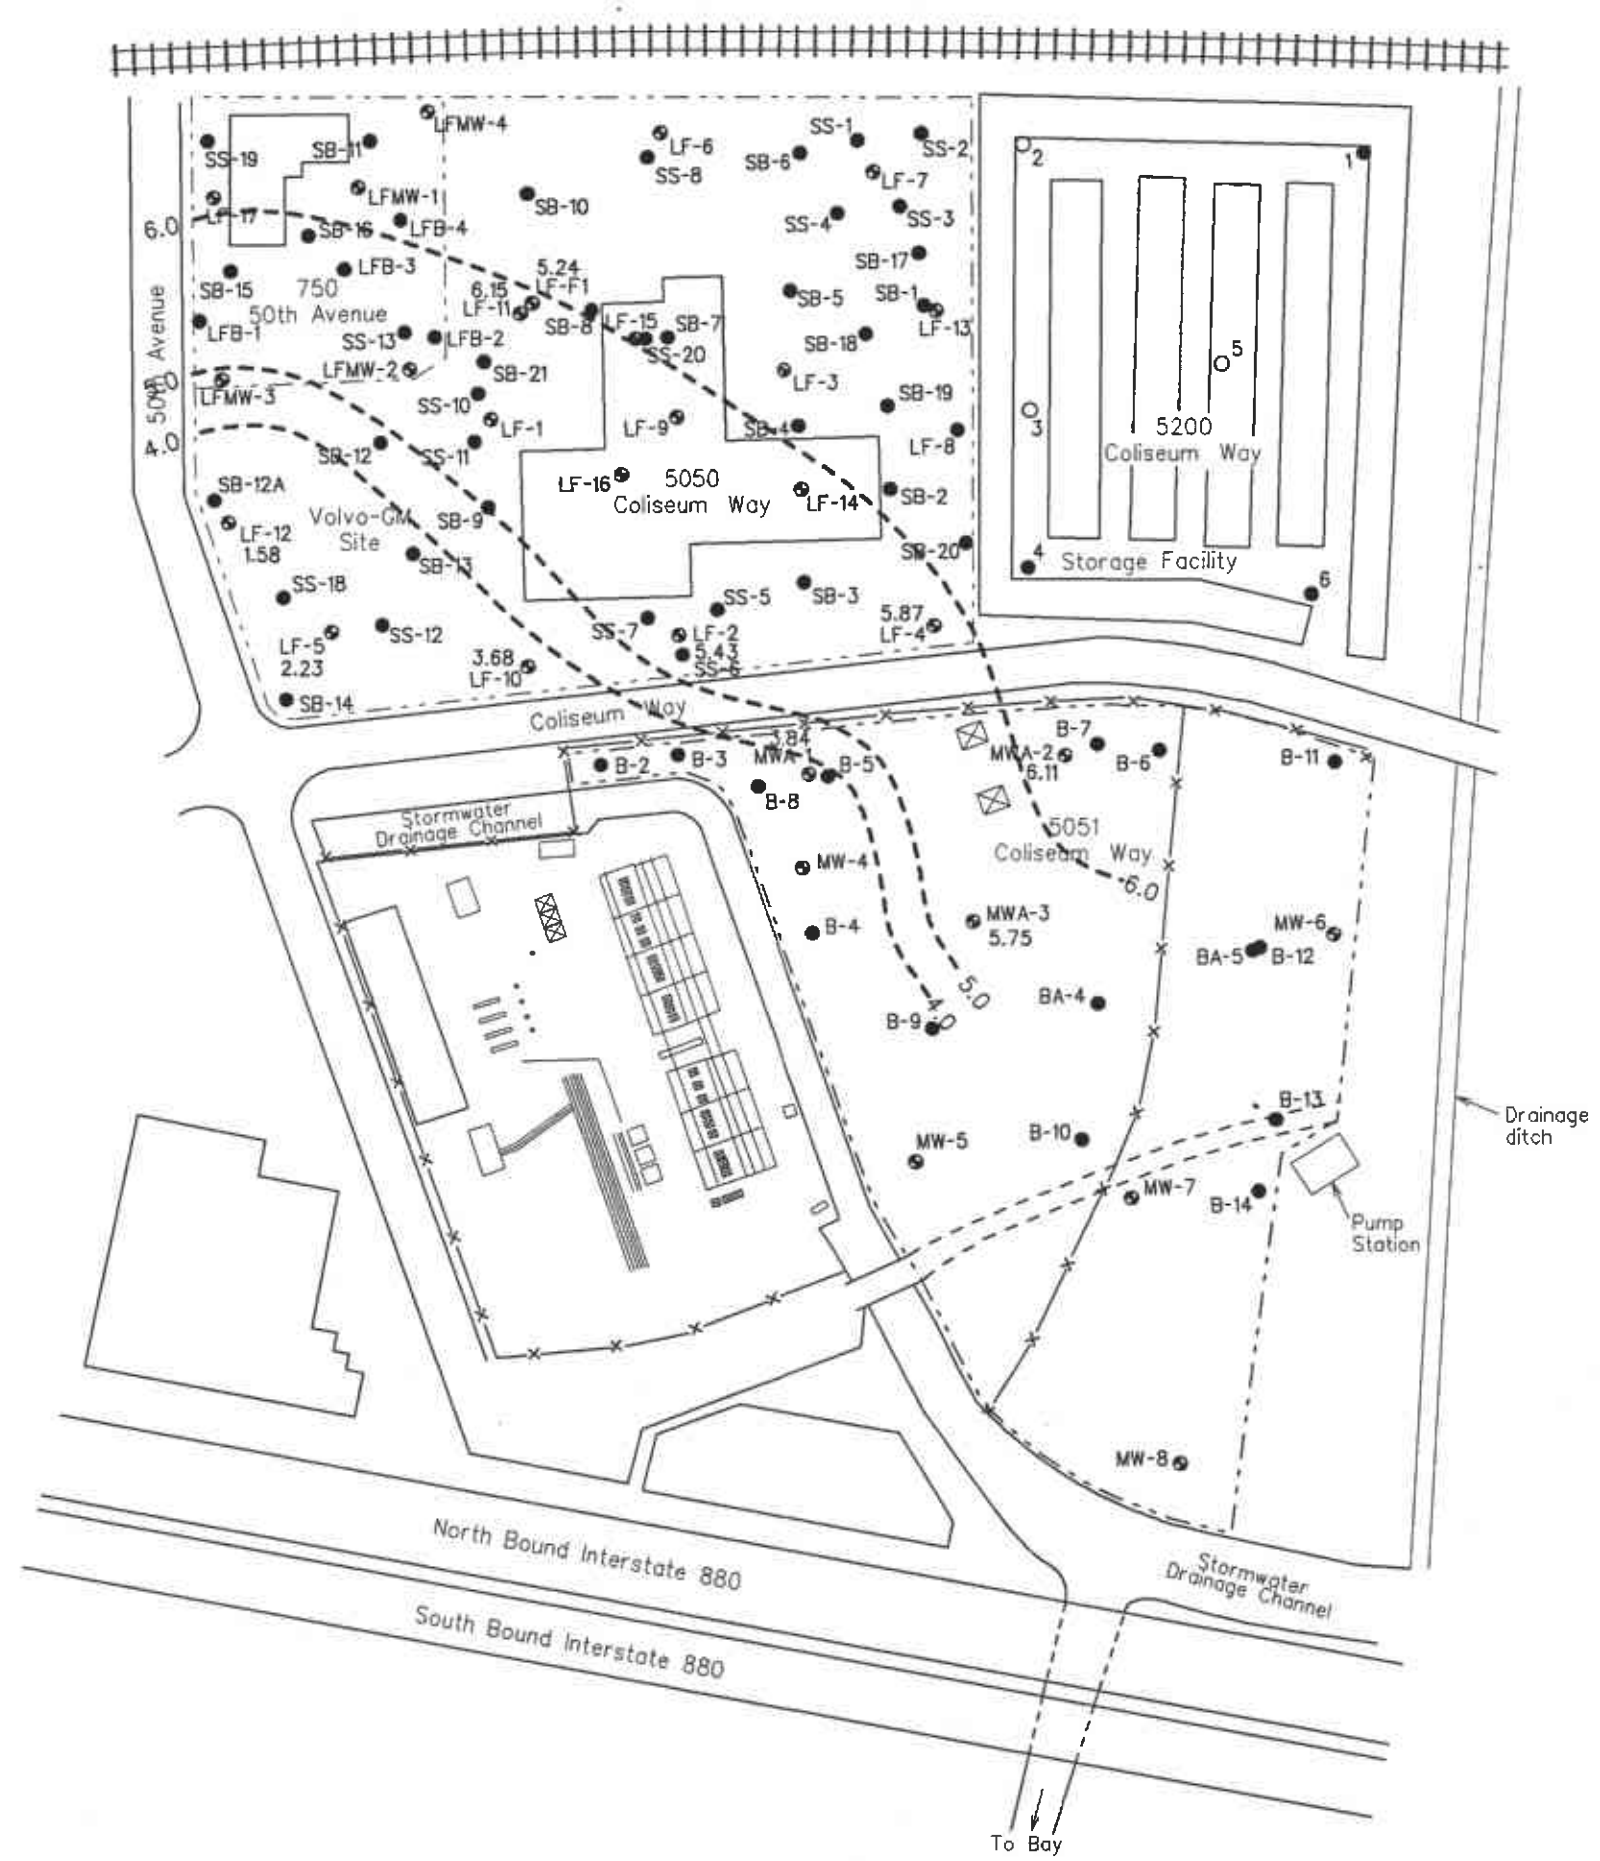 LFMW-4
SS-1
SS-2
SS-19
SB-11
LF-6
SB-6
SS-8
LF-7
2
1
LFMW-1
LF-17
SB-10
SS-4
SS-3
6.0
SB-16
LFB-4
SB-17
LFB-3
5.24
SB-15
750
6.15
LF-F1
SB-5
SB-1
50th Avenue
LF-11
SB-8
LF-15
SB-7
LF-13
LFB-1
SS-13
LFB-2
SB-18
SS-20
5
50th Avenue
LFMW-2
SB-21
LF-3
5.0
LFMW-3
SS-10
SB-19
3
LF-1
LF-9
SB-4
LF-8
5200
4.0
SB-12
SS-11
Coliseum Way
LF-16
5050
Coliseum Way
LF-14
SB-2
SB-12A
Volvo-GM
Site
SB-9
LF-12
1.58
SB-13
SB-20
4
Storage Facility
6
SS-18
SS-5
SB-3
SS-12
SS-7
LF-2
5.87
LF-4
LF-5
2.23
5.43
SS-6
3.68
LF-10
SB-14
Coliseum Way
3.84
MWA
B-2
B-3
B-5
B-8
MWA-2
6.11
B-7
B-6
B-11
Stormwater
Drainage Channel
5051
Coliseum Way
MW-4
6.0
B-4
MWA-3
5.75
MW-6
BA-5
B-12
5.0
4.0
BA-4
B-9
B-13
Drainage
ditch
B-10
MW-5
MW-7
B-14
Pump
Station
MW-8
North Bound Interstate 880
Stormwater
Drainage Channel
South Bound Interstate 880
To Bay